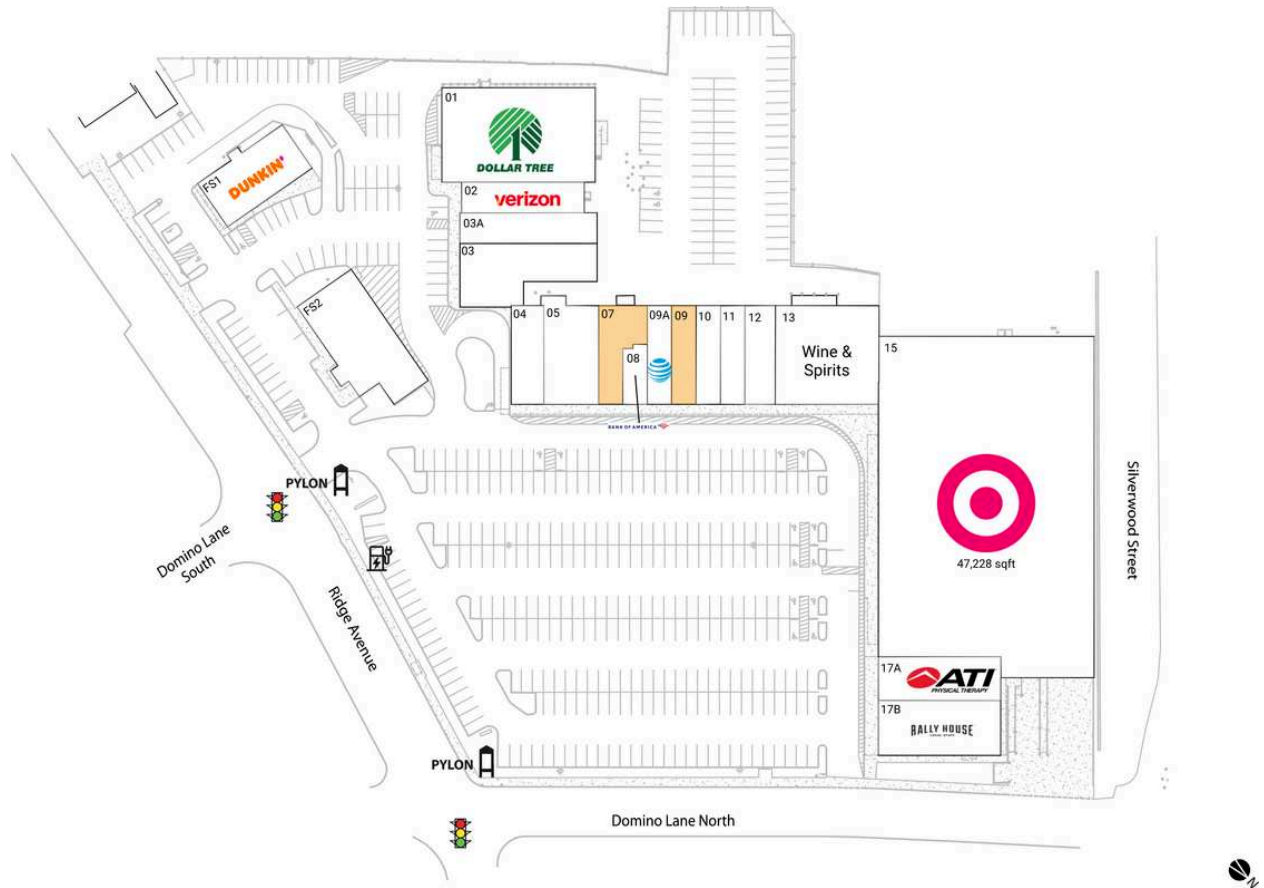 01
DOLLAR TREE
FS1
DUNKIN'
02
verizon
03A
03
FS2
04
05
07
08
09A
09
10
11
12
13
Wine &
Spirits
BANK OF AMERICA
15
47,228 sqft
Silverwood Street
PYLON
Domino Lane
South
Ridge Avenue
17A
ATI
PHYSICAL THERAPY
17B
RALLY HOUSE
PYLON
Domino Lane North
N